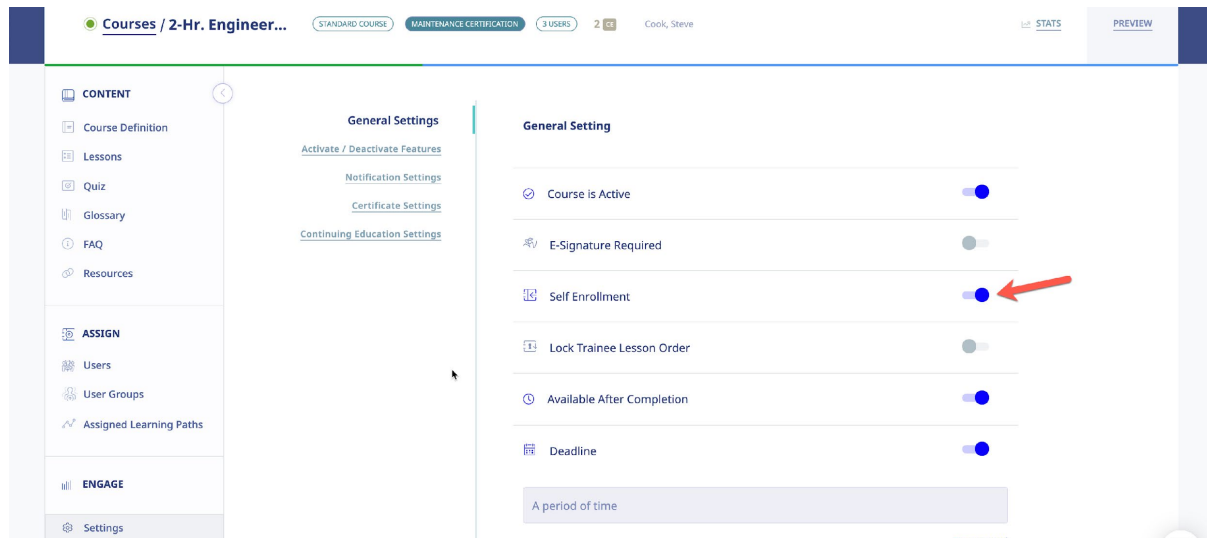 Courses / 2-Hr. Engineer... STANDARD COURSE MAINTENANCE CERTIFICATION 3 USERS 2 CE Cook, Steve STATS PREVIEW
CONTENT
Course Definition
Lessons
Quiz
Glossary
FAQ
Resources
ASSIGN
Users
User Groups
Assigned Learning Paths
ENGAGE
Settings
General Settings
Activate / Deactivate Features
Notification Settings
Certificate Settings
Continuing Education Settings
General Setting
Course is Active
E-Signature Required
Self Enrollment
Lock Trainee Lesson Order
Available After Completion
Deadline
A period of time